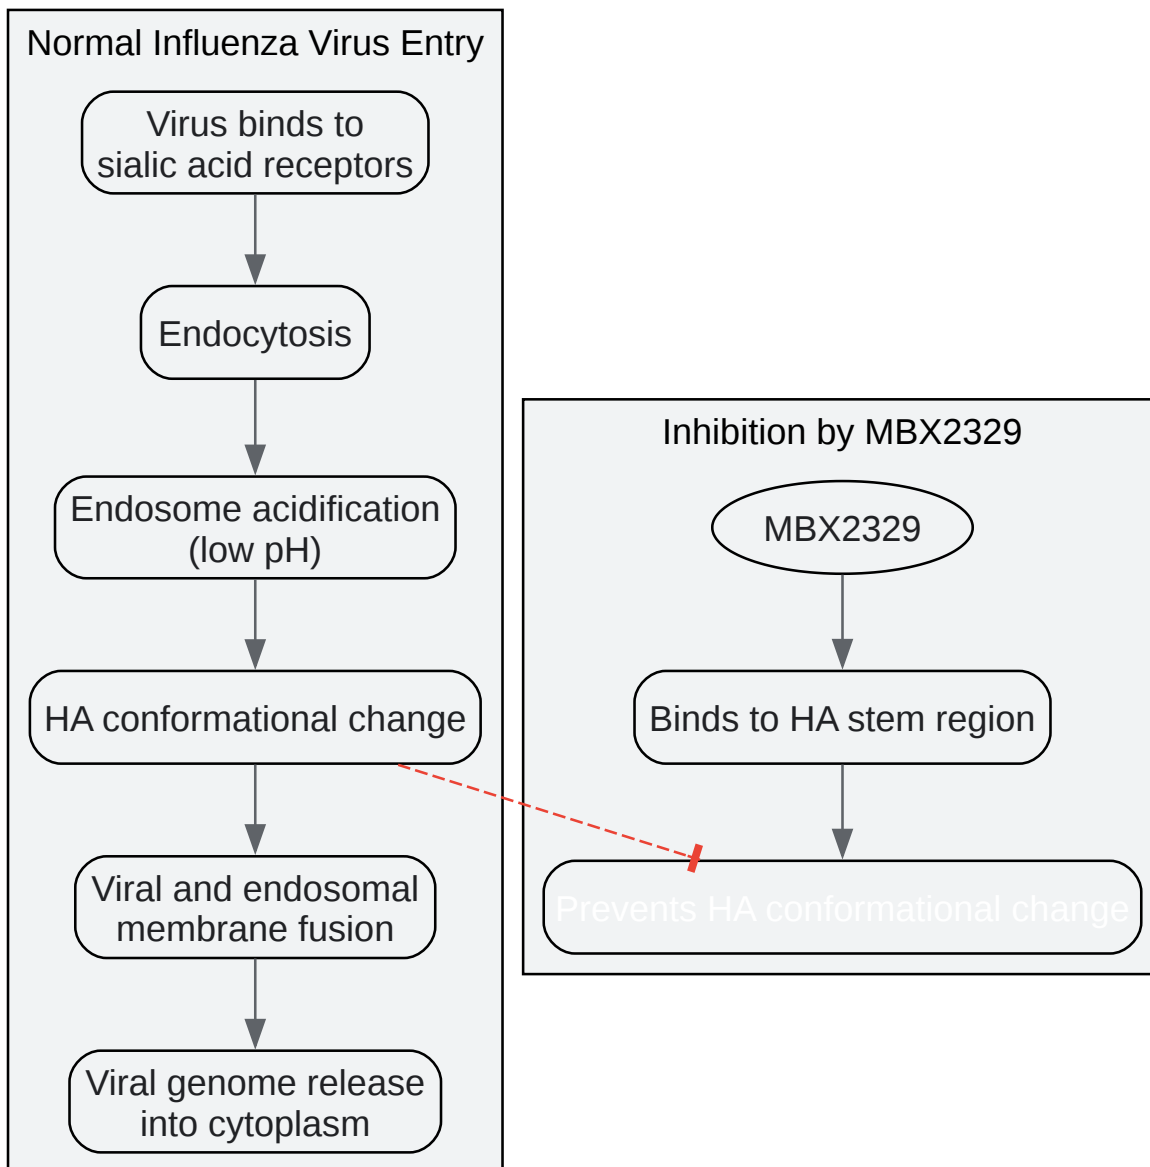 Normal Influenza Virus Entry
Virus binds to
sialic acid receptors
Endocytosis
Endosome acidification
(low pH)
HA conformational change
Viral and endosomal
membrane fusion
Viral genome release
into cytoplasm
Inhibition by MBX2329
MBX2329
Binds to HA stem region
Prevents HA conformational change